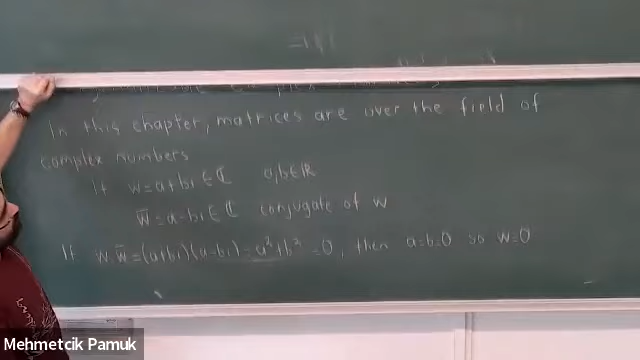 In this chapter, matrices are over the field of
complex numbers
If w=a+bi∈ℂ a,b∈ℝ
w̅=a-bi∈ℂ conjugate of w
If w.w̅=(a+bi)(a-bi)=a²+b²=0, then a=b=0 so w=0
Mehmetcik Pamuk